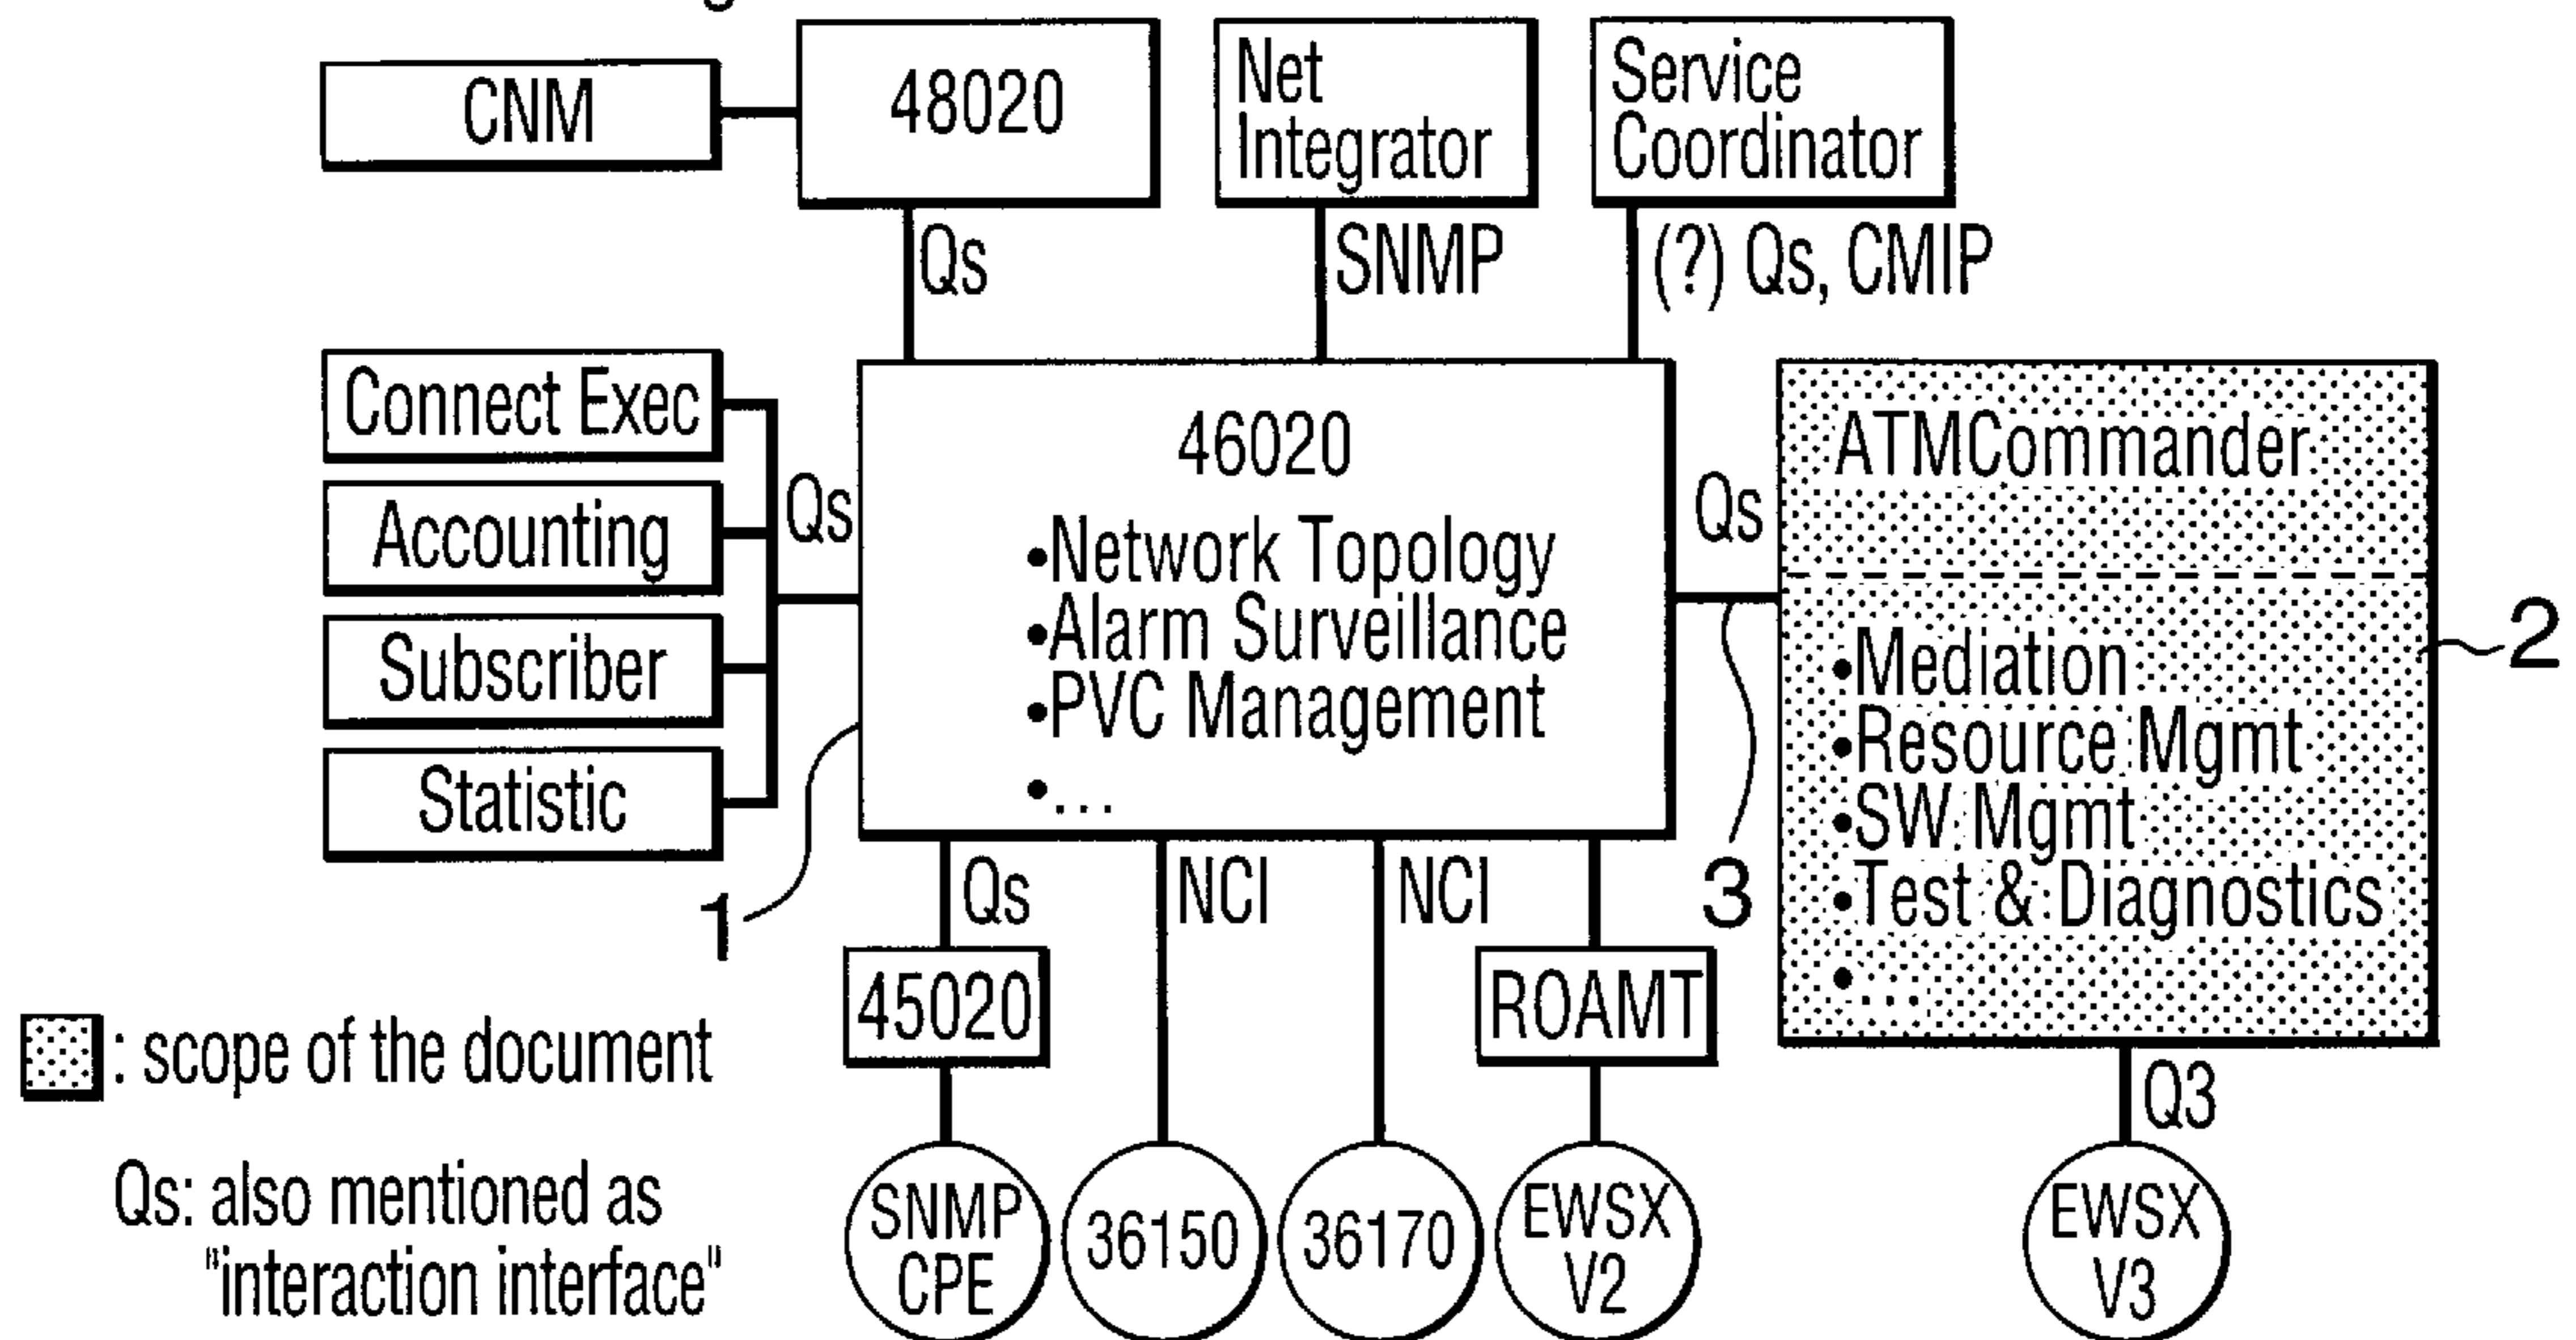 CNM
48020
Net
Integrator
Service
Coordinator
Qs
SNMP
(?) Qs, CMIP
Connect Exec
Accounting
Subscriber
Statistic
Qs
46020
•Network Topology
•Alarm Surveillance
•PVC Management
•...
Qs
ATMCommander
•Mediation
•Resource Mgmt
•SW Mgmt
•Test & Diagnostics
•...
2
1
3
Qs
NCI
NCI
45020
ROAMT
Q3
SNMP
CPE
36150
36170
EWSX
V2
EWSX
V3
: scope of the document
Qs: also mentioned as
"interaction interface"